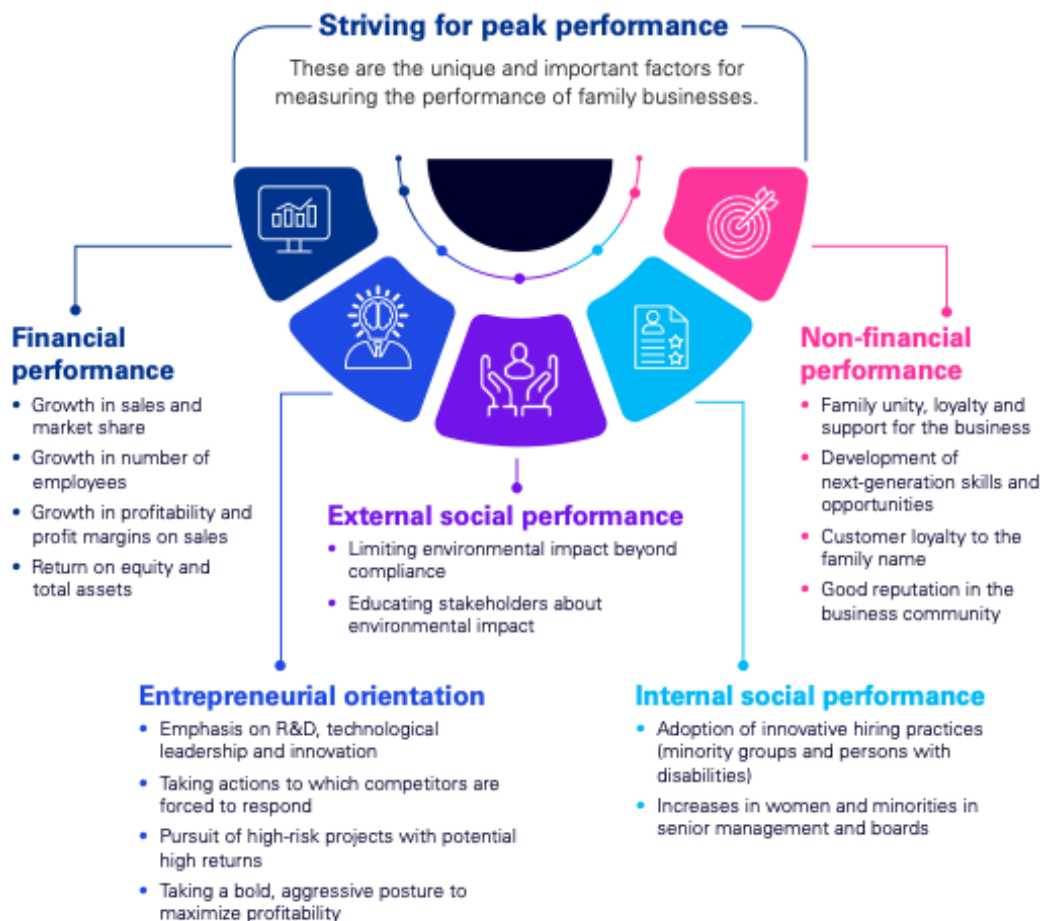 Striving for peak performance
These are the unique and important factors for
measuring the performance of family businesses.
Financial
performance
• Growth in sales and
market share
• Growth in number of
employees
• Growth in profitability and
profit margins on sales
• Return on equity and
total assets
Entrepreneurial orientation
• Emphasis on R&D, technological
leadership and innovation
• Taking actions to which competitors are
forced to respond
• Pursuit of high-risk projects with potential
high returns
• Taking a bold, aggressive posture to
maximize profitability
External social performance
• Limiting environmental impact beyond
compliance
• Educating stakeholders about
environmental impact
Internal social performance
• Adoption of innovative hiring practices
(minority groups and persons with
disabilities)
• Increases in women and minorities in
senior management and boards
Non-financial
performance
• Family unity, loyalty and
support for the business
• Development of
next-generation skills and
opportunities
• Customer loyalty to the
family name
• Good reputation in the
business community